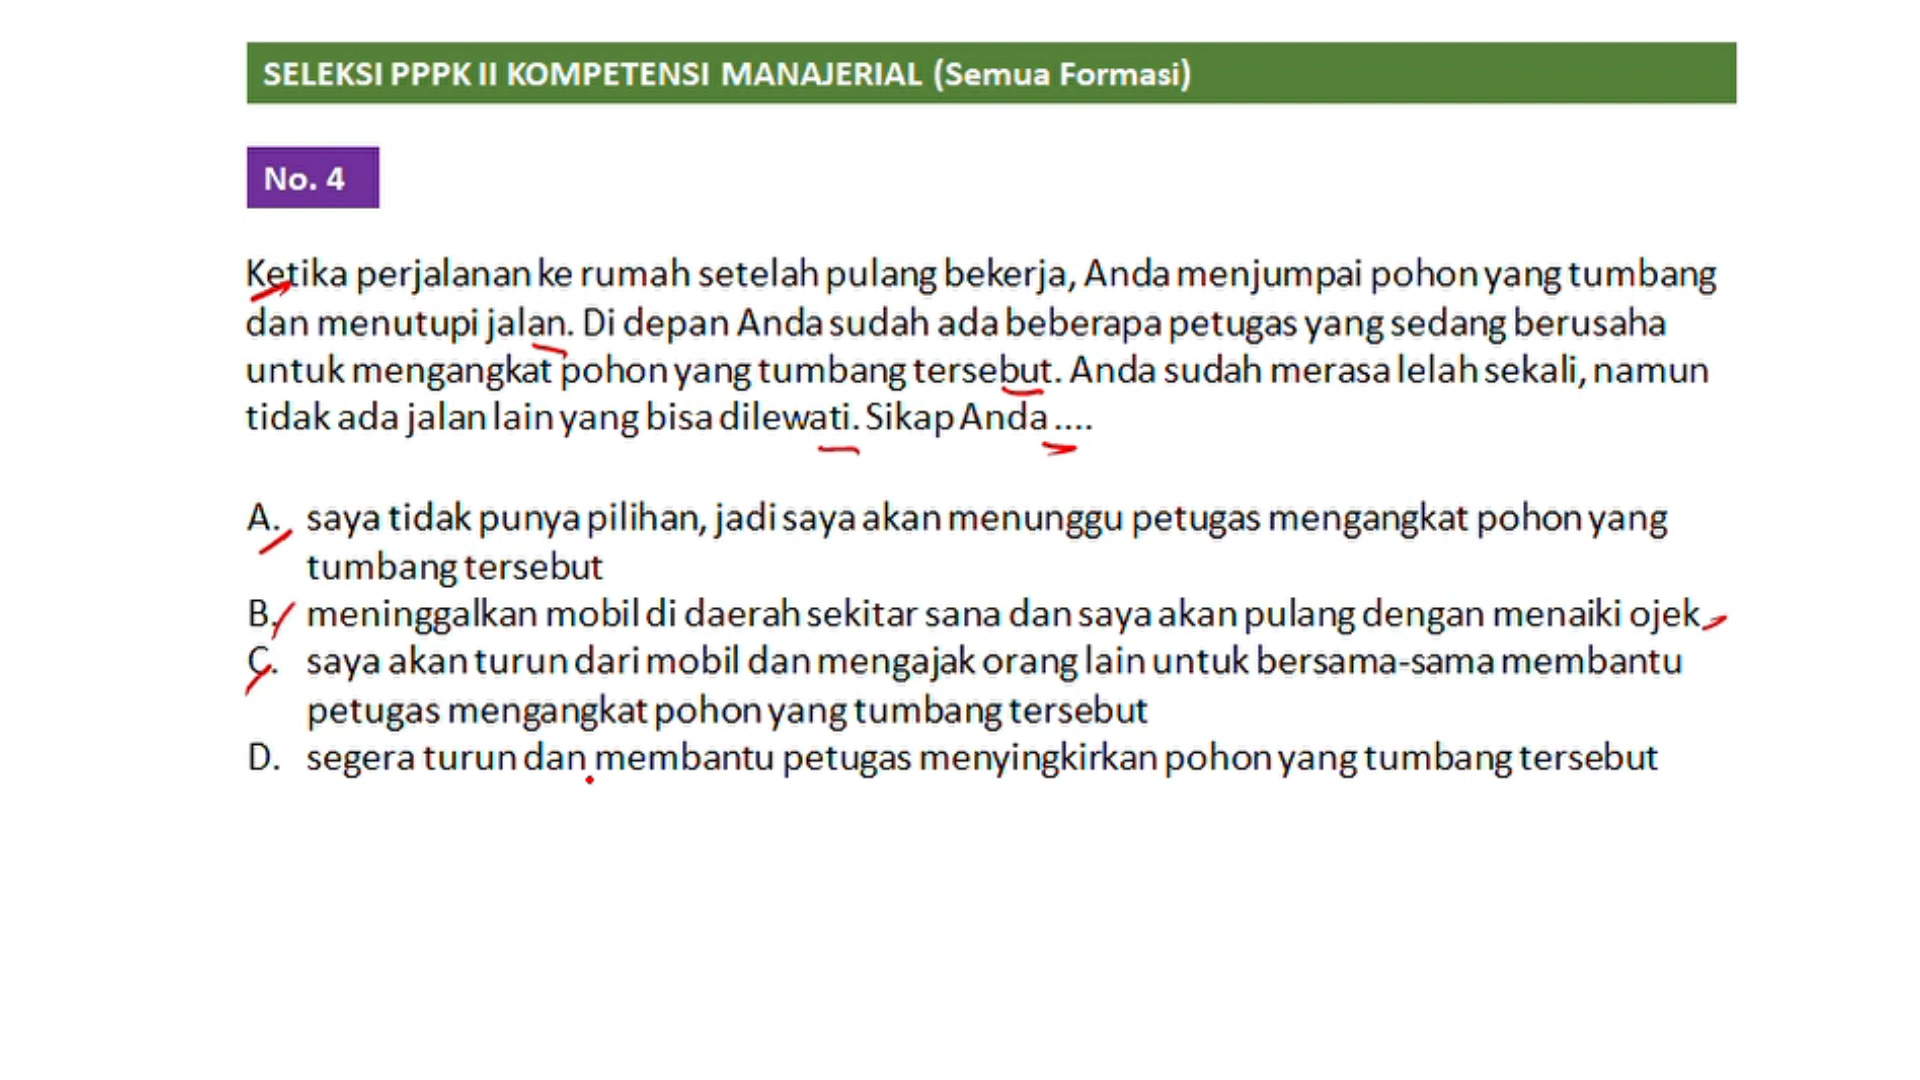 SELEKSI PPPK II KOMPETENSI MANAJERIAL (Semua Formasi)
No. 4
Ketika perjalanan ke rumah setelah pulang bekerja, Anda menjumpai pohon yang tumbang
dan menutupi jalan. Di depan Anda sudah ada beberapa petugas yang sedang berusaha
untuk mengangkat pohon yang tumbang tersebut. Anda sudah merasa lelah sekali, namun
tidak ada jalan lain yang bisa dilewati. Sikap Anda ....
A. saya tidak punya pilihan, jadi saya akan menunggu petugas mengangkat pohon yang
tumbang tersebut
B. meninggalkan mobil di daerah sekitar sana dan saya akan pulang dengan menaiki ojek
C. saya akan turun dari mobil dan mengajak orang lain untuk bersama-sama membantu
petugas mengangkat pohon yang tumbang tersebut
D. segera turun dan membantu petugas menyingkirkan pohon yang tumbang tersebut